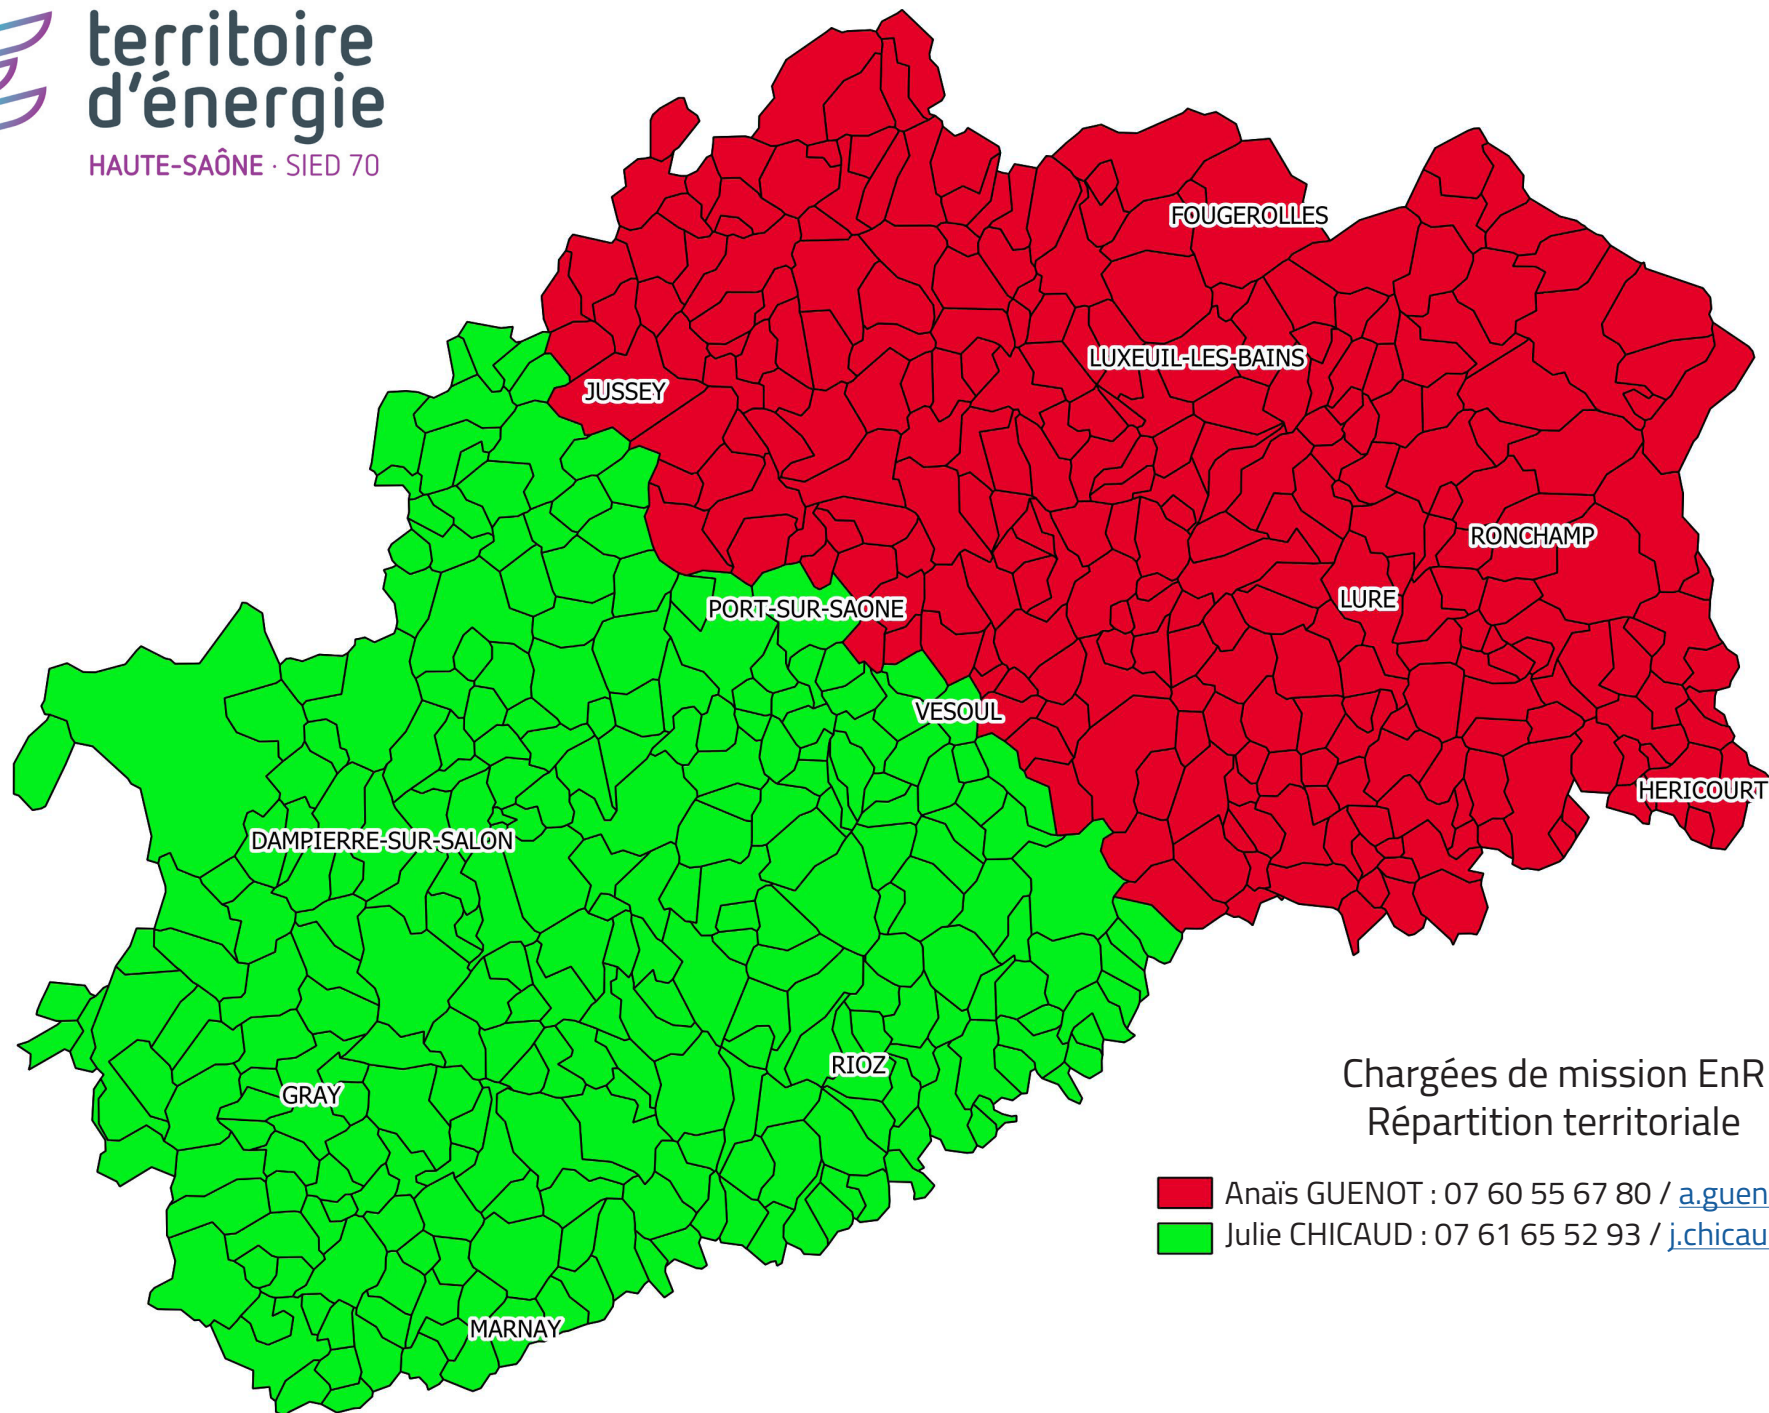 territoire
d'énergie
HAUTE-SAÔNE · SIED 70
FOUGEROLLES
LUXEUIL-LES-BAINS
JUSSEY
RONCHAMP
LURE
PORT-SUR-SAONE
VESOUL
HERICOURT
DAMPIERRE-SUR-SALON
RIOZ
GRAY
MARNAY
Chargées de mission EnR
Répartition territoriale
Anaïs GUENOT : 07 60 55 67 80 / a.guen
Julie CHICAUD : 07 61 65 52 93 / j.chicau